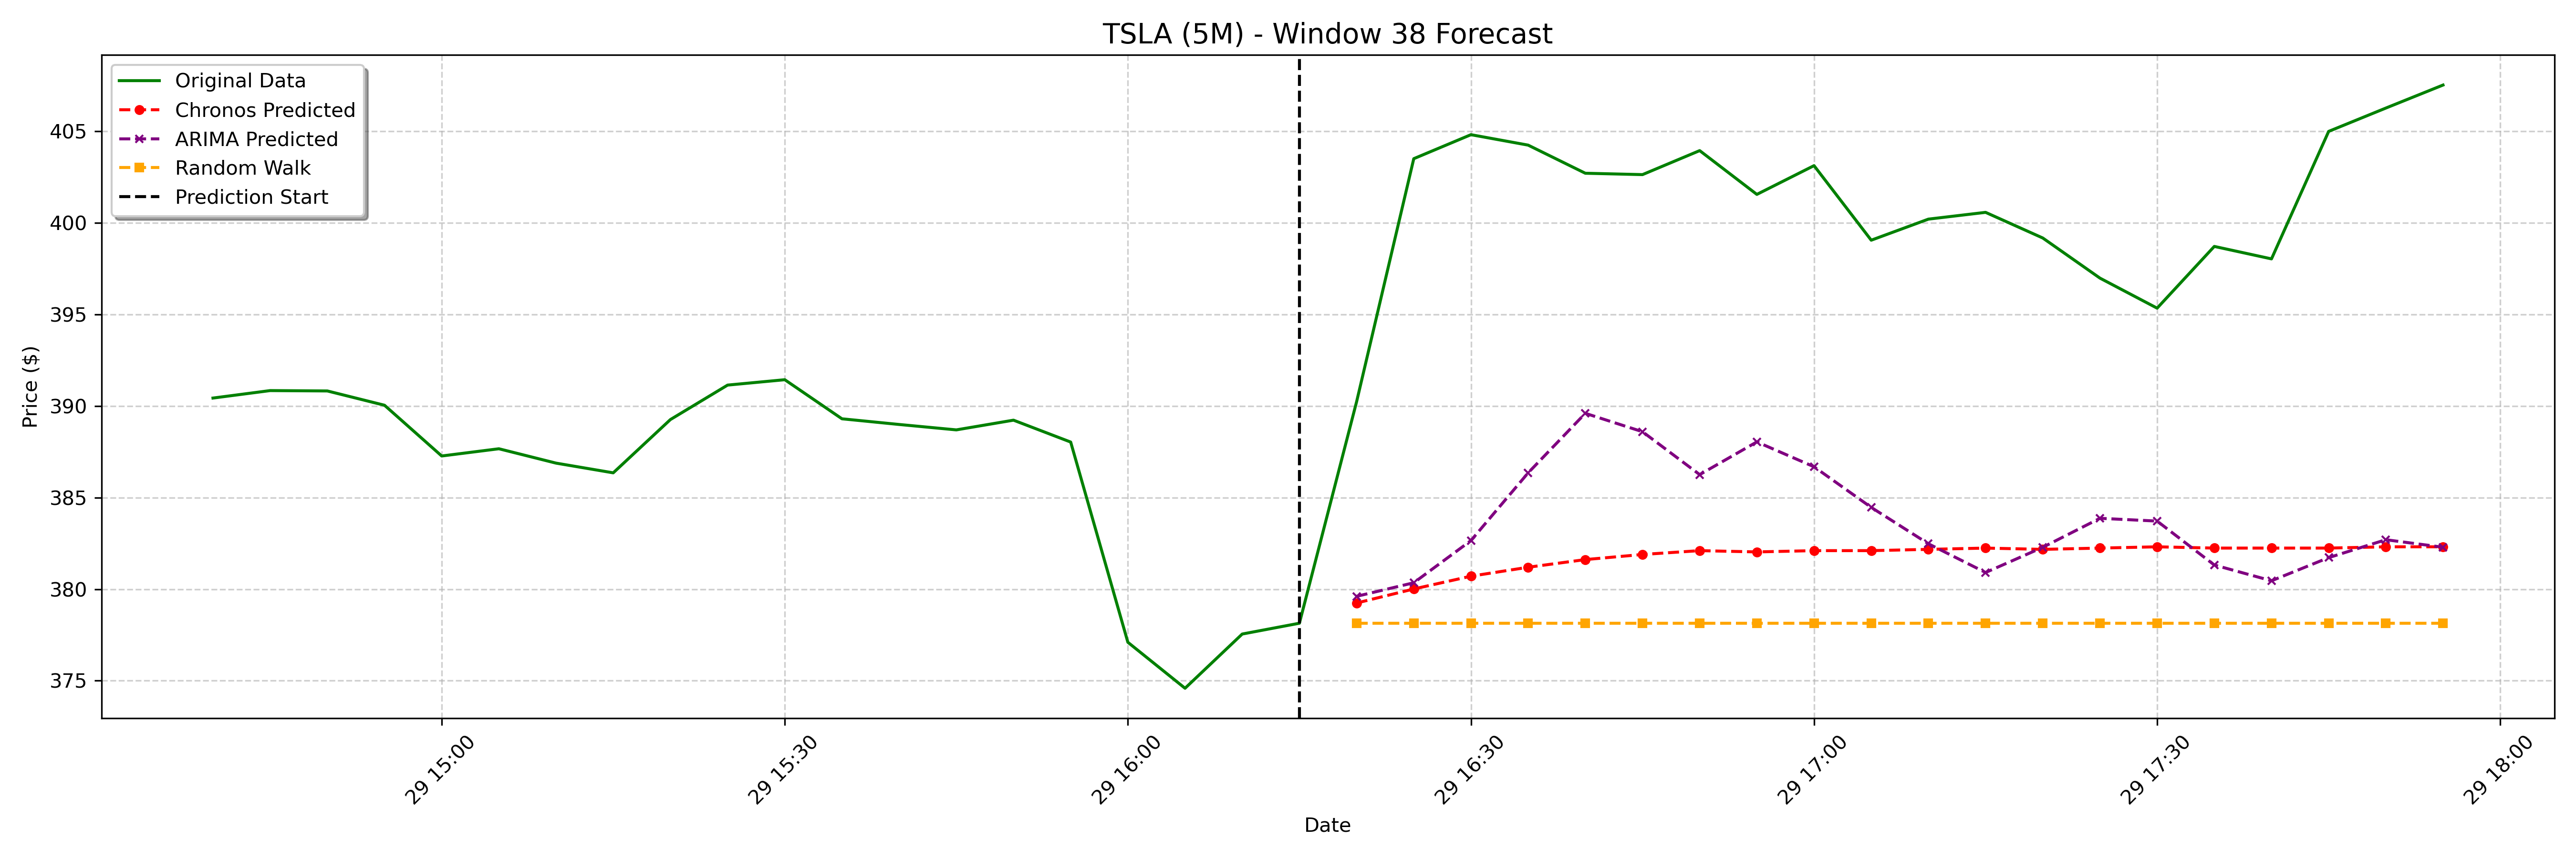 TSLA (5M) - Window 38 Forecast
Original Data
Chronos Predicted
ARIMA Predicted
Random Walk
Prediction Start
Price ($)
405
400
395
390
385
380
375
29 15:00
29 15:30
29 16:00
29 16:30
29 17:00
29 17:30
29 18:00
Date